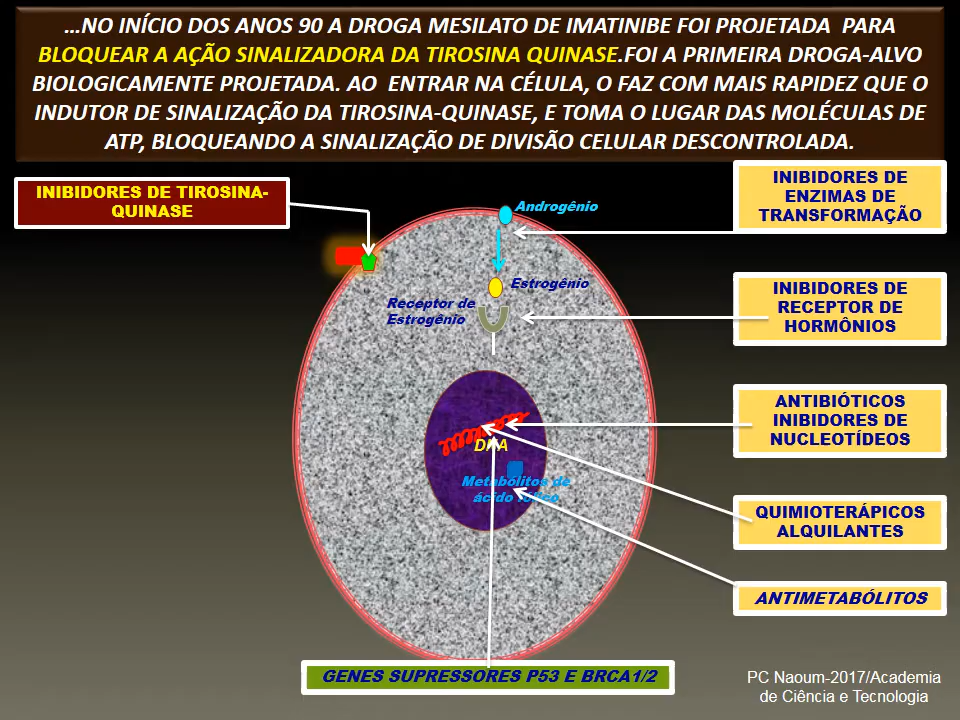 ...NO INÍCIO DOS ANOS 90 A DROGA MESILATO DE IMATINIBE FOI PROJETADA PARA
BLOQUEAR A AÇÃO SINALIZADORA DA TIROSINA QUINASE.FOI A PRIMEIRA DROGA-ALVO
BIOLOGICAMENTE PROJETADA. AO ENTRAR NA CÉLULA, O FAZ COM MAIS RAPIDEZ QUE O
INDUTOR DE SINALIZAÇÃO DA TIROSINA-QUINASE, E TOMA O LUGAR DAS MOLÉCULAS DE
ATP, BLOQUEANDO A SINALIZAÇÃO DE DIVISÃO CELULAR DESCONTROLADA.
INIBIDORES DE TIROSINA-
QUINASE
Androgênio
INIBIDORES DE
ENZIMAS DE
TRANSFORMAÇÃO
Estrogênio
Receptor de
Estrogênio
INIBIDORES DE
RECEPTOR DE
HORMÔNIOS
ANTIBIÓTICOS
INIBIDORES DE
NUCLEOTÍDEOS
DNA
Metabólitos de
ácido fólico
QUIMIOTERÁPICOS
ALQUILANTES
ANTIMETABÓLITOS
GENES SUPRESSORES P53 E BRCA1/2
PC Naoum-2017/Academia
de Ciência e Tecnologia